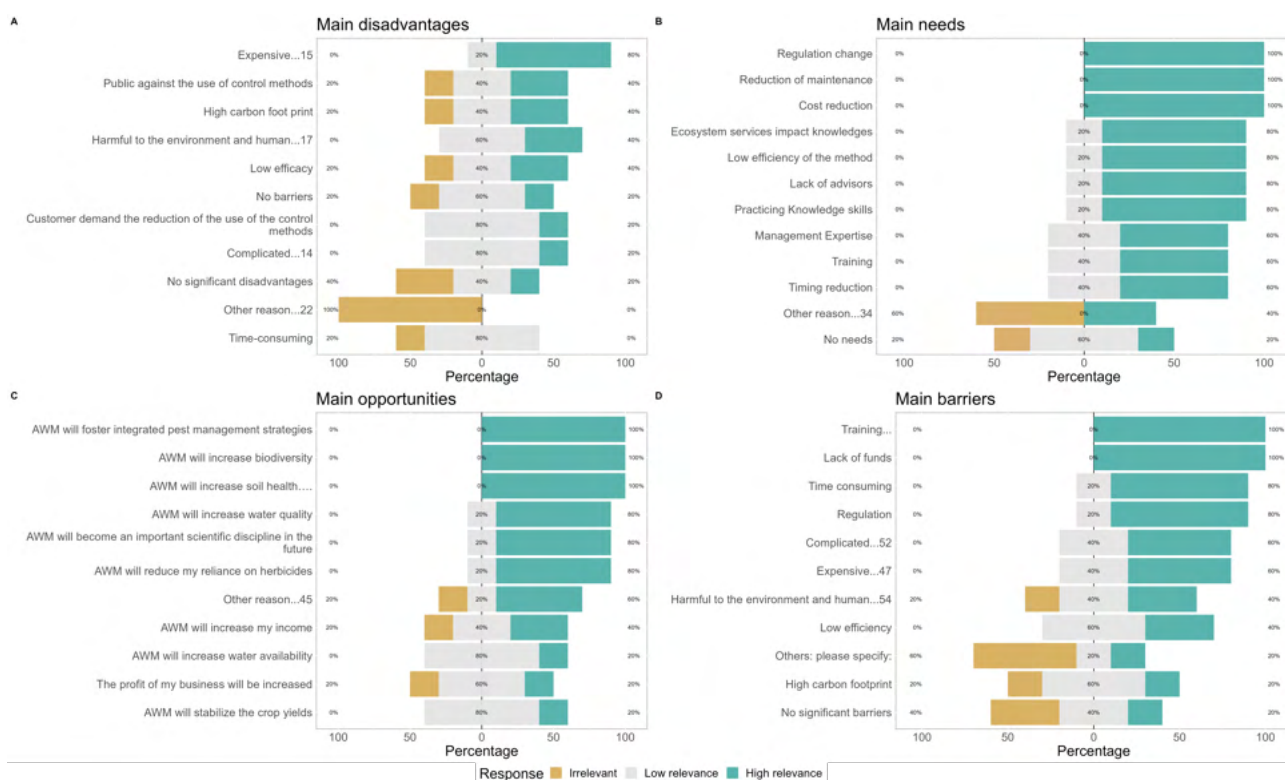 A Main disadvantages
Expensive...15 0% 20% 80%
Public against the use of control methods 20% 40% 40%
High carbon foot print 20% 40% 40%
Harmful to the environment and human...17 0% 60% 40%
Low efficacy 20% 40% 40%
No barriers 20% 60% 20%
Customer demand the reduction of the use of the control
methods 0% 80% 20%
Complicated...14 0% 80% 20%
No significant disadvantages 40% 40% 20%
Other reason...22 100% 0% 0%
Time-consuming 20% 80% 0%
100 50 0 50 100
Percentage
B Main needs
Regulation change 0% 0% 100%
Reduction of maintenance 0% 0% 100%
Cost reduction 0% 0% 100%
Ecosystem services impact knowledges 0% 20% 80%
Low efficiency of the method 0% 20% 80%
Lack of advisors 0% 20% 80%
Practicing Knowledge skills 0% 20% 80%
Management Expertise 0% 40% 60%
Training 0% 40% 60%
Timing reduction 0% 40% 60%
Other reason...34 60% 0% 40%
No needs 20% 60% 20%
100 50 0 50 100
Percentage
C Main opportunities
AWM will foster integrated pest management strategies 0% 0% 100%
AWM will increase biodiversity 0% 0% 100%
AWM will increase soil health.... 0% 0% 100%
AWM will increase water quality 0% 20% 80%
AWM will become an important scientific discipline in the
future 0% 20% 80%
AWM will reduce my reliance on herbicides 0% 20% 80%
Other reason...45 20% 20% 60%
AWM will increase my income 20% 40% 40%
AWM will increase water availability 0% 80% 20%
The profit of my business will be increased 20% 60% 20%
AWM will stabilize the crop yields 0% 80% 20%
100 50 0 50 100
Percentage
D Main barriers
Training... 0% 0% 100%
Lack of funds 0% 0% 100%
Time consuming 0% 20% 80%
Regulation 0% 20% 80%
Complicated...52 0% 40% 60%
Expensive...47 0% 40% 60%
Harmful to the environment and human...54 20% 40% 40%
Low efficiency 0% 60% 40%
Others: please specify: 60% 20% 20%
High carbon footprint 20% 60% 20%
No significant barriers 40% 40% 20%
100 50 0 50 100
Percentage
Response Irrelevant Low relevance High relevance